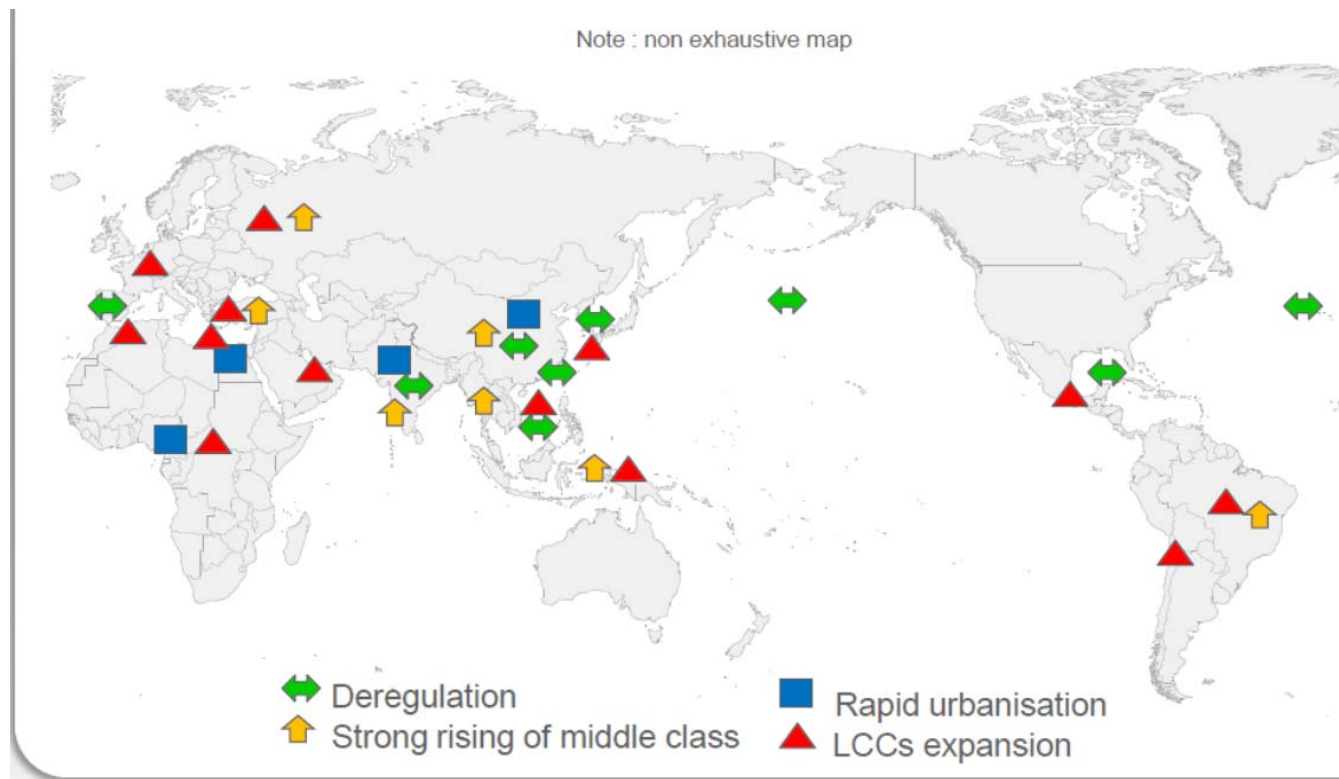 Note : non exhaustive map
Deregulation
Strong rising of middle class
Rapid urbanisation
LCCs expansion